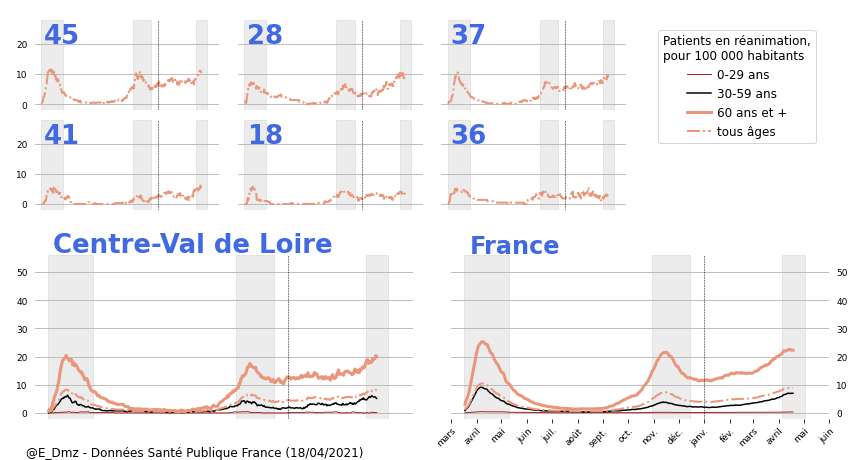 45
28
37
20
10
0
41
18
36
20
10
0
Patients en réanimation,
pour 100 000 habitants
0-29 ans
30-59 ans
60 ans et +
tous âges
Centre-Val de Loire
France
50
40
30
20
10
0
50
40
30
20
10
0
mars
avril
mai
juin
juil.
août
sept.
oct.
nov.
déc.
janv.
fév.
mars
avril
mai
juin
@E_Dmz - Données Santé Publique France (18/04/2021)